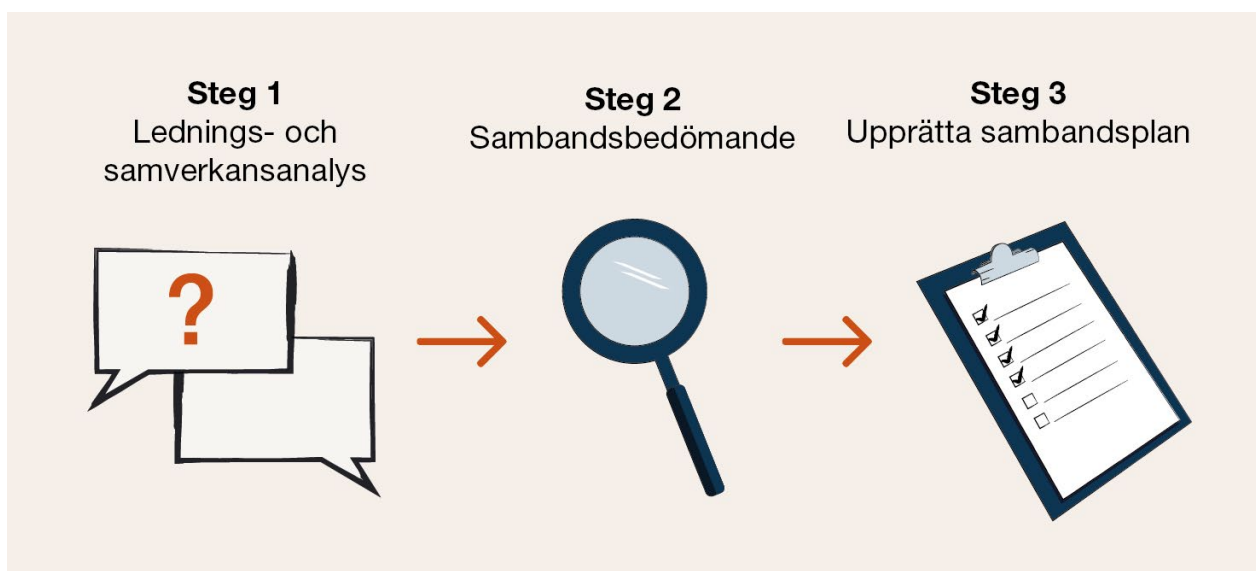 Steg 1
Lednings- och
samverkansanalys
Steg 2
Sambandsbedömande
Steg 3
Upprätta sambandsplan
?